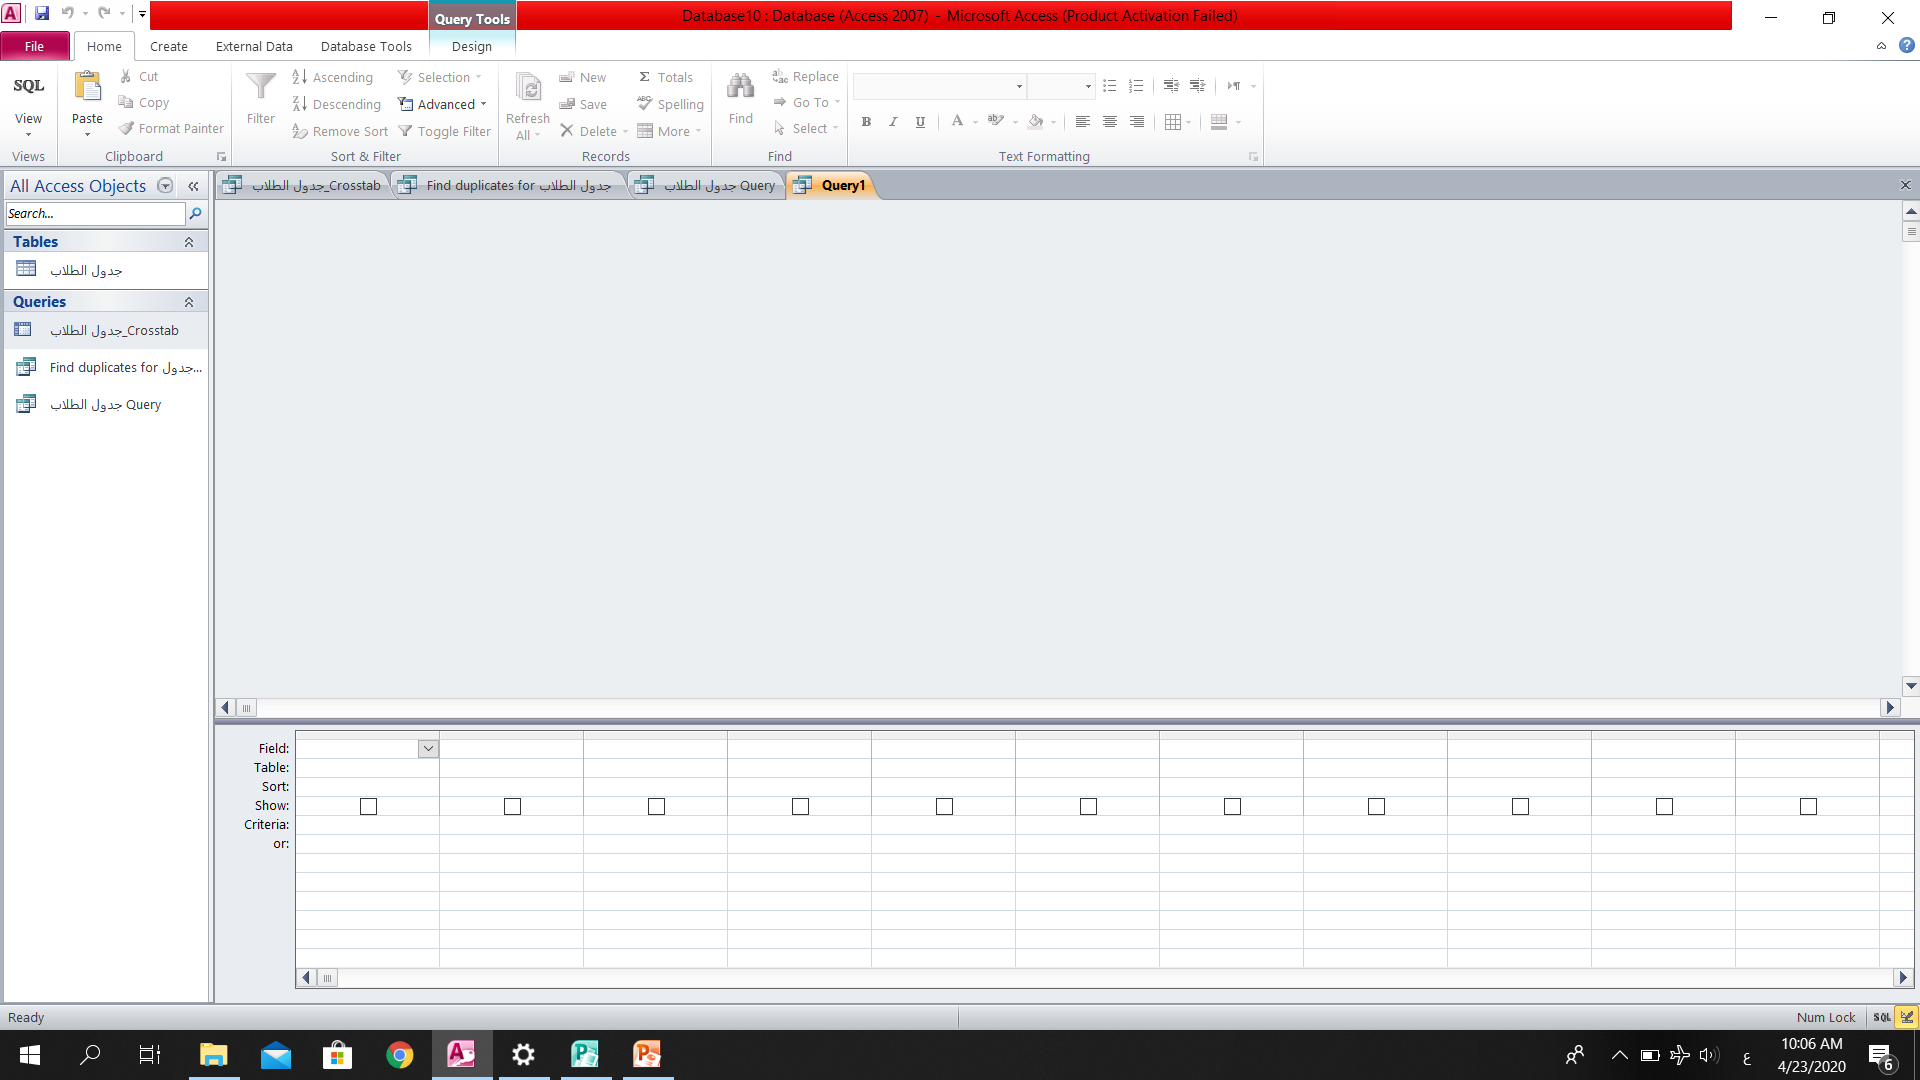 Query Tools
Database10 : Database (Access 2007) - Microsoft Access (Product Activation Failed)
File
Home
Create
External Data
Database Tools
Design
SQL
View
Views
Paste
Cut
Copy
Format Painter
Clipboard
Filter
Ascending
Descending
Remove Sort
Selection
Advanced
Toggle Filter
Sort & Filter
Refresh
All
New
Save
Delete
Totals
Spelling
More
Records
Find
Replace
Go To
Select
Find
B I U
Text Formatting
All Access Objects
Search...
Tables
جدول الطلاب
Queries
جدول الطلاب_Crosstab
Find duplicates for جدول...
جدول الطلاب Query
جدول الطلاب_Crosstab
Find duplicates for جدول الطلاب
جدول الطلاب Query
Query1
Field:
Table:
Sort:
Show:
Criteria:
or:
Ready
Num Lock
SQL
ع
10:06 AM
4/23/2020
6